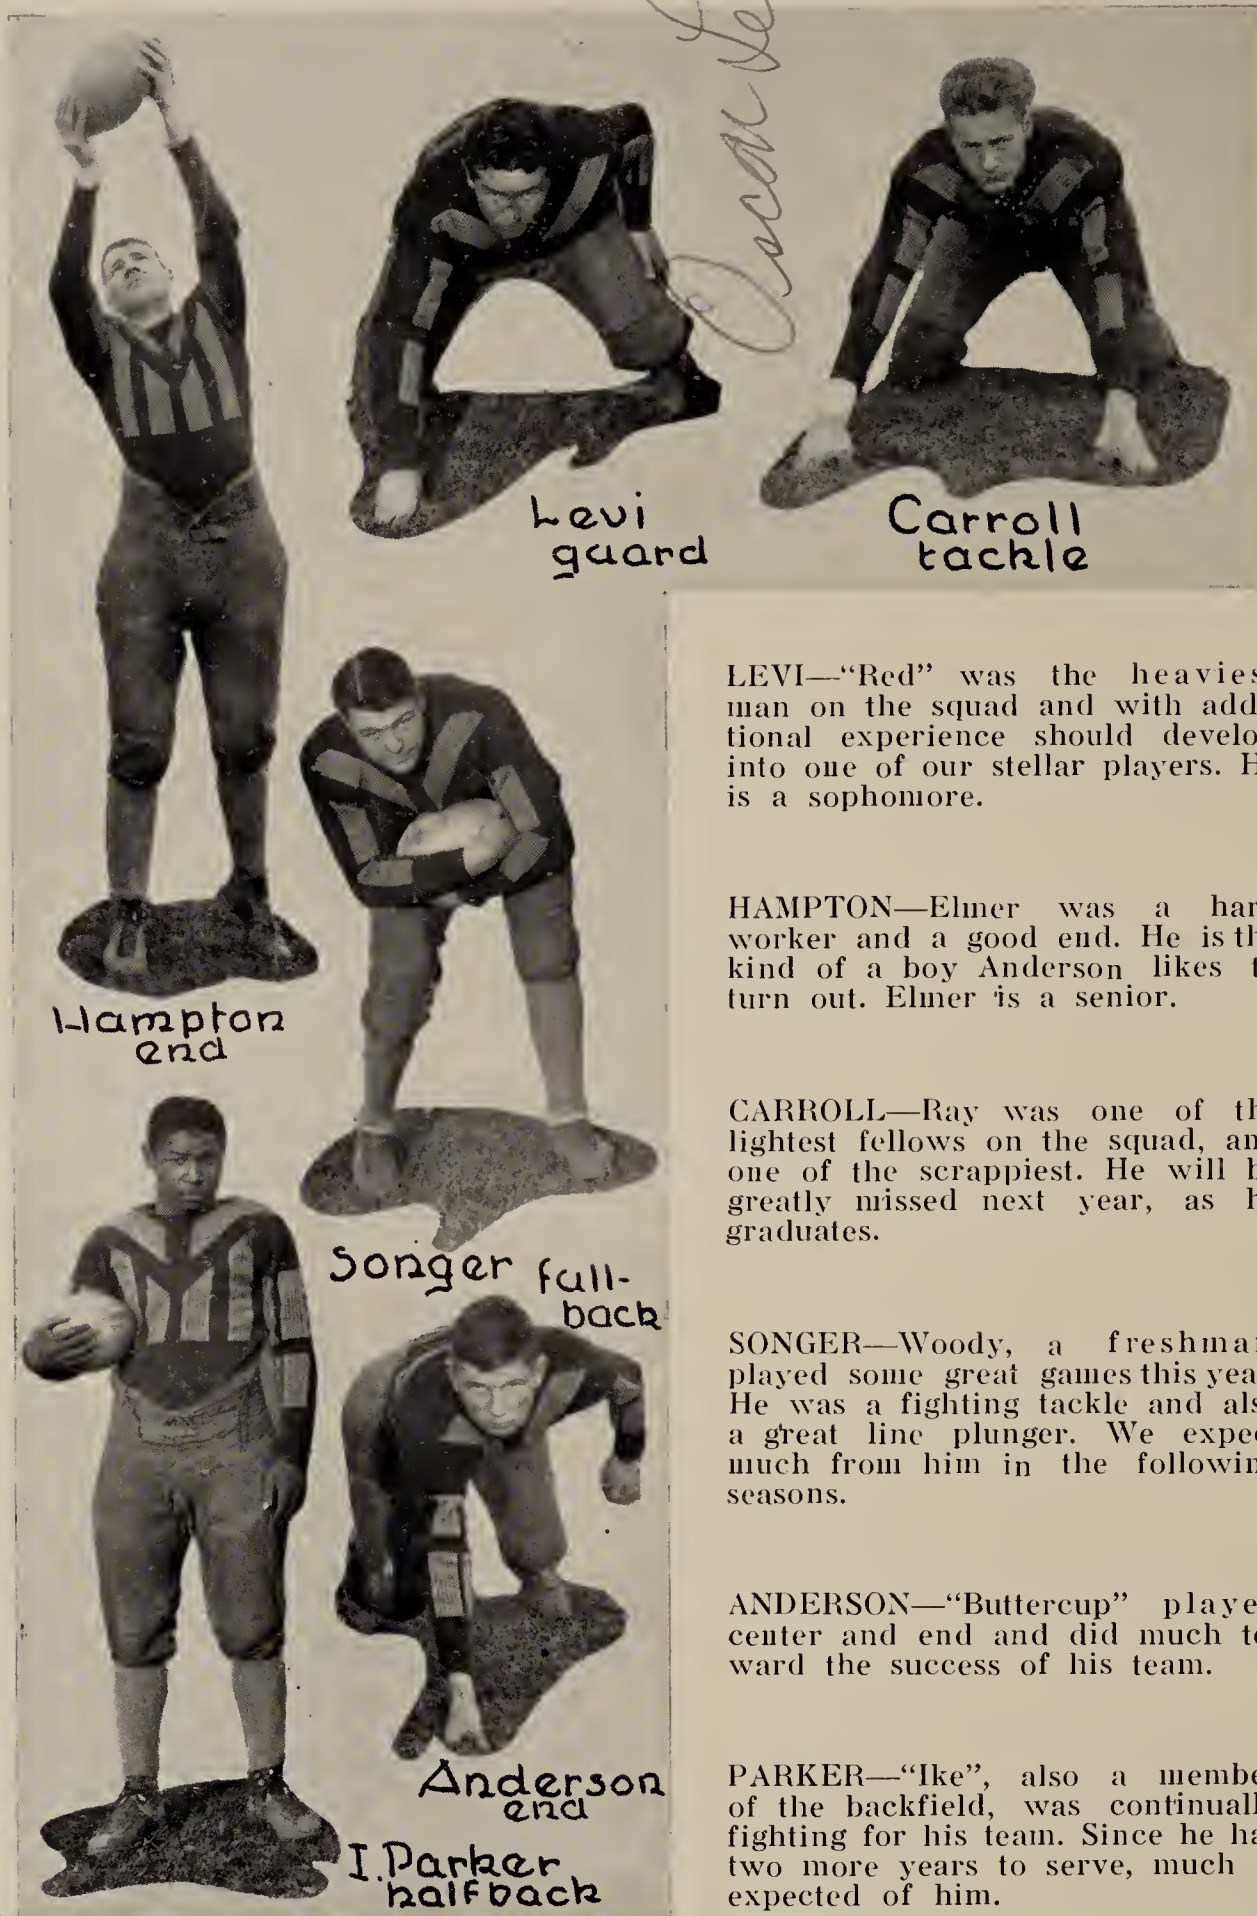 Levi
guard
Carroll
tackle
Hampton
end
Songer full-
back
Anderson
end
I. Parker
halfback
LEVI—“Red” was the heavies
man on the squad and with addi
tional experience should develo
into one of our stellar players. H
is a sophomore.
HAMPTON—Elmer was a har
worker and a good end. He is th
kind of a boy Anderson likes t
turn out. Elmer is a senior.
CARROLL—Ray was one of th
lightest fellows on the squad, an
one of the scrappiest. He will b
greatly missed next year, as h
graduates.
SONGER—Woody, a freshman
played some great games this year
He was a fighting tackle and als
a great line plunger. We expec
much from him in the followin
seasons.
ANDERSON—“Buttercup” playe
center and end and did much to
ward the success of his team.
PARKER—“Ike”, also a membe
of the backfield, was continuall
fighting for his team. Since he ha
two more years to serve, much
expected of him.